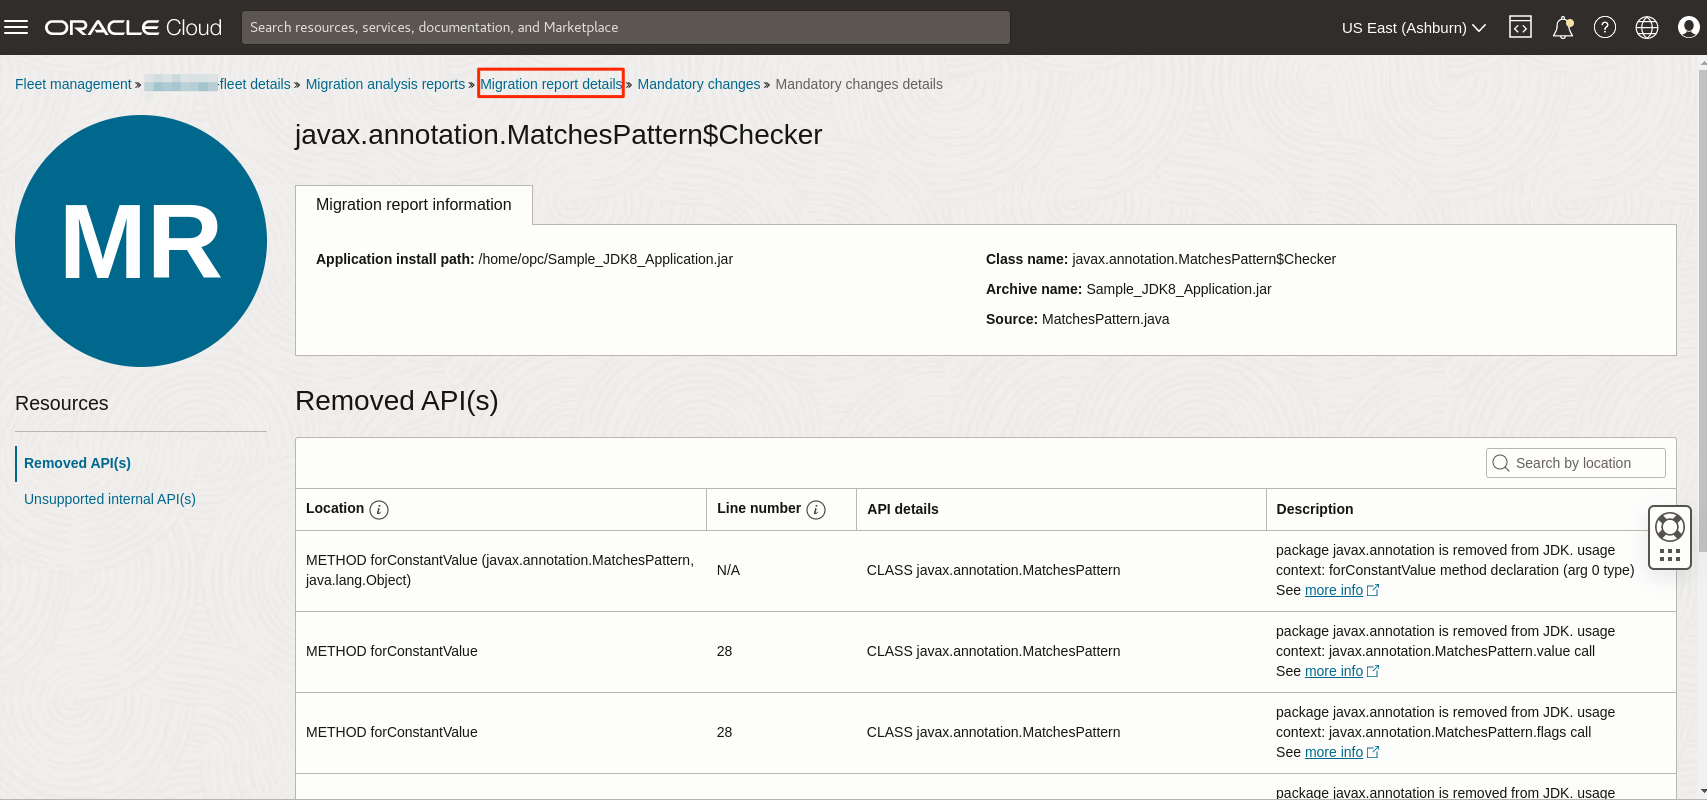 ORACLE Cloud
Search resources, services, documentation, and Marketplace
US East (Ashburn)
Fleet management » -fleet details » Migration analysis reports » Migration report details » Mandatory changes » Mandatory changes details
MR
javax.annotation.MatchesPattern$Checker
Migration report information
Application install path: /home/opc/Sample_JDK8_Application.jar
Class name: javax.annotation.MatchesPattern$Checker
Archive name: Sample_JDK8_Application.jar
Source: MatchesPattern.java
Resources
Removed API(s)
Unsupported internal API(s)
Removed API(s)
Search by location
Location Line number API details Description
METHOD forConstantValue (javax.annotation.MatchesPattern,
java.lang.Object)
N/A
CLASS javax.annotation.MatchesPattern
package javax.annotation is removed from JDK. usage
context: forConstantValue method declaration (arg 0 type)
See more info
METHOD forConstantValue
28
CLASS javax.annotation.MatchesPattern
package javax.annotation is removed from JDK. usage
context: javax.annotation.MatchesPattern.value call
See more info
METHOD forConstantValue
28
CLASS javax.annotation.MatchesPattern
package javax.annotation is removed from JDK. usage
context: javax.annotation.MatchesPattern.flags call
See more info
package javax.annotation is removed from JDK. usage